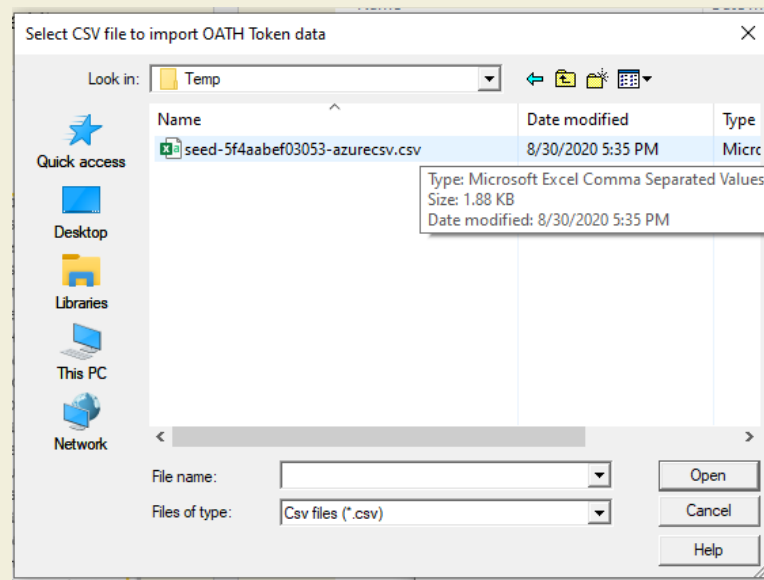 Select CSV file to import OATH Token data
Look in: Temp
Name Date modified Type
seed-5f4aabef03053-azurecsv.csv 8/30/2020 5:35 PM Micrc
Type: Microsoft Excel Comma Separated Values
Size: 1.88 KB
Date modified: 8/30/2020 5:35 PM
Quick access
Desktop
Libraries
This PC
Network
File name: Open
Files of type: Csv files (*.csv) Cancel
Help